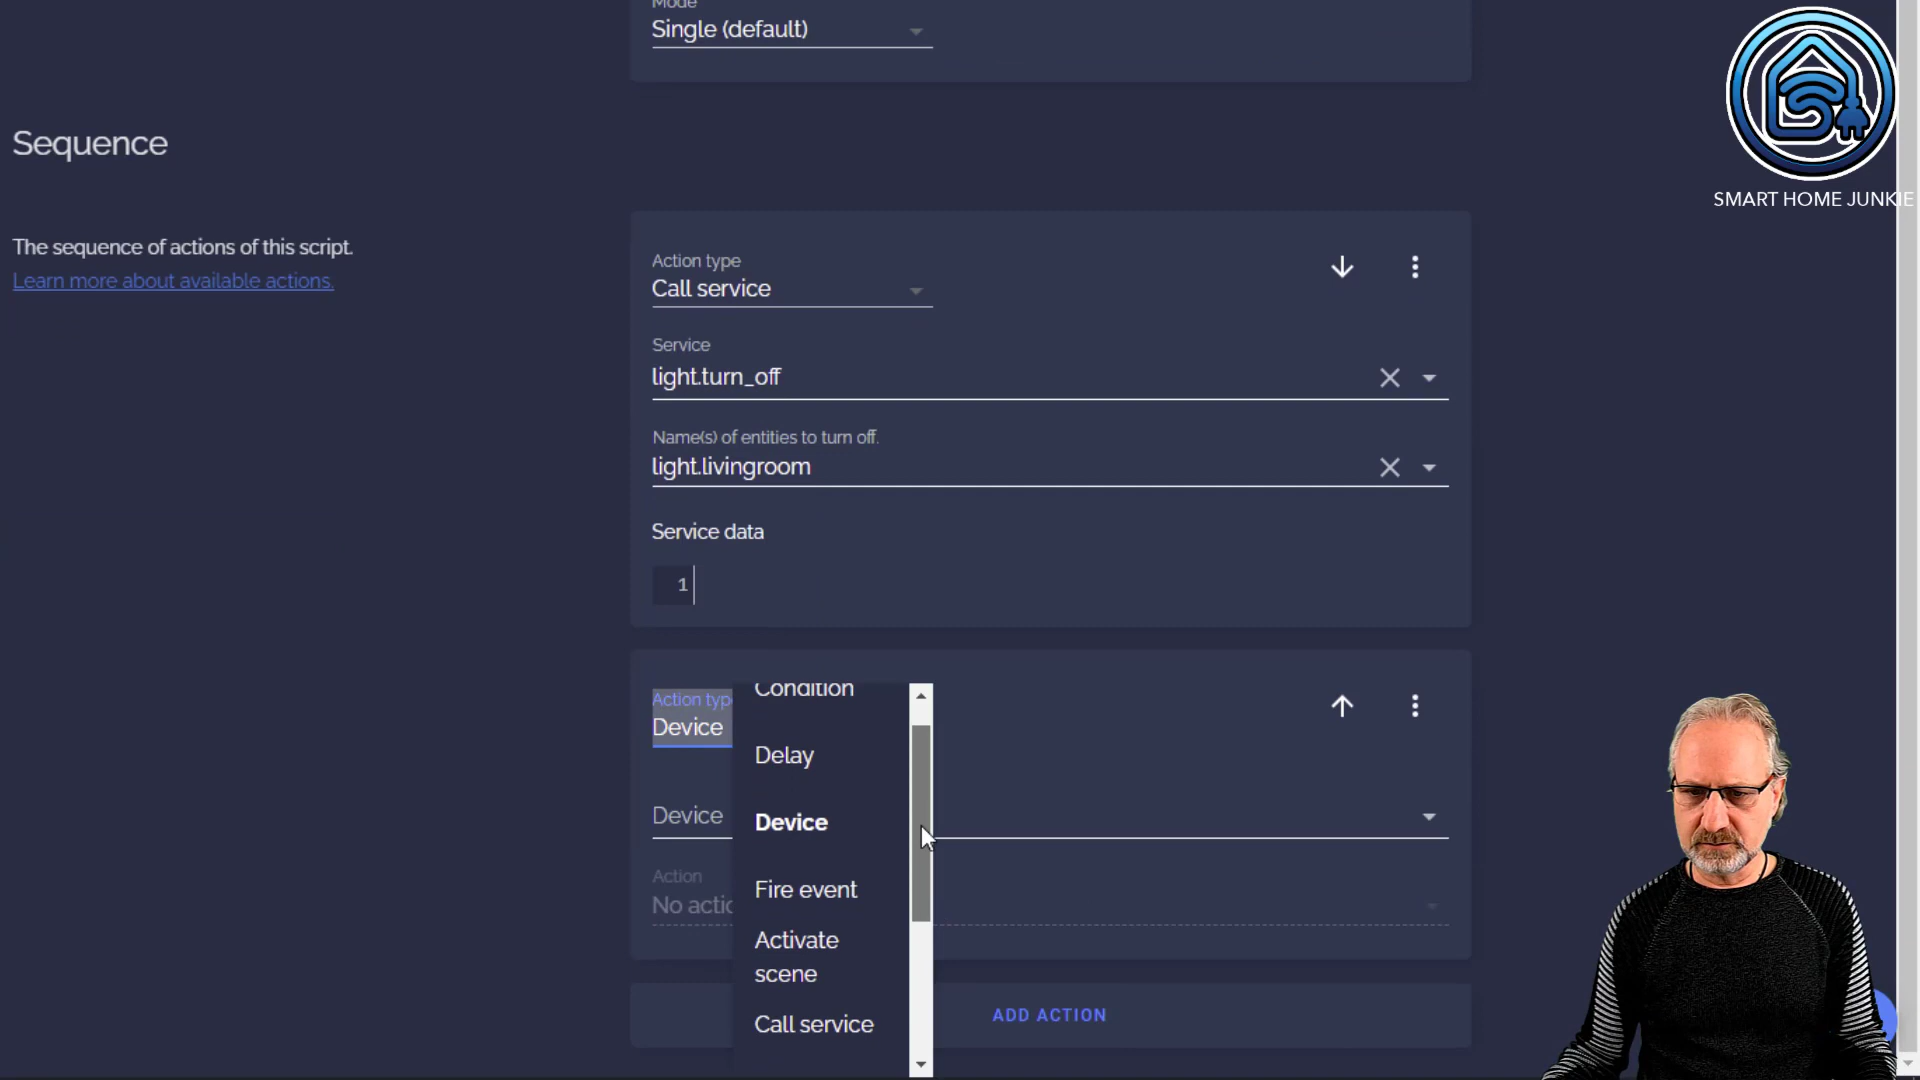 Mode
Single (default)
SMART HOME JUNKIE
Sequence
The sequence of actions of this script.
Learn more about available actions.
Action type
Call service
Service
light.turn_off
Name(s) of entities to turn off.
light.livingroom
Service data
1
Action typ
Device
Device
Action
No actio
Condition
Delay
Device
Fire event
Activate
scene
Call service
ADD ACTION